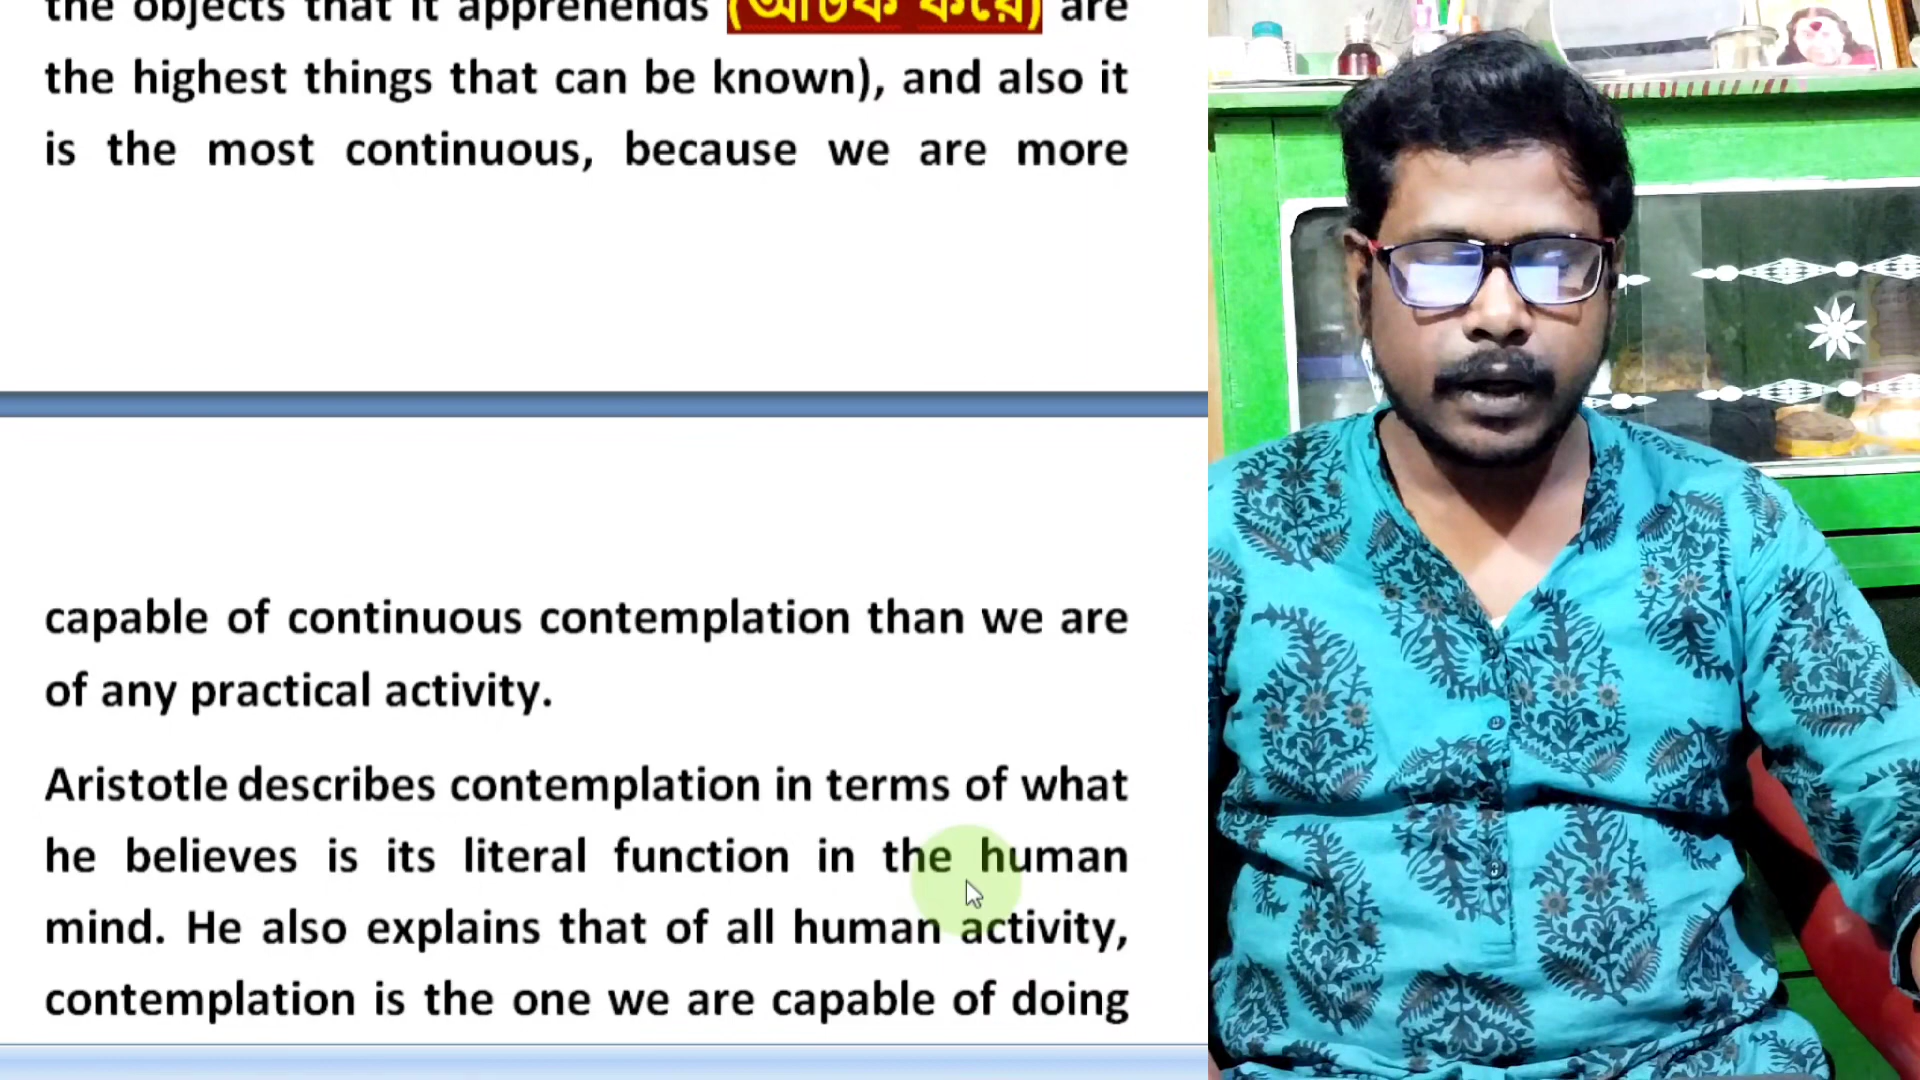 the objects that it apprehends (আটক করে) are
the highest things that can be known), and also it
is the most continuous, because we are more
capable of continuous contemplation than we are
of any practical activity.
Aristotle describes contemplation in terms of what
he believes is its literal function in the human
mind. He also explains that of all human activity,
contemplation is the one we are capable of doing